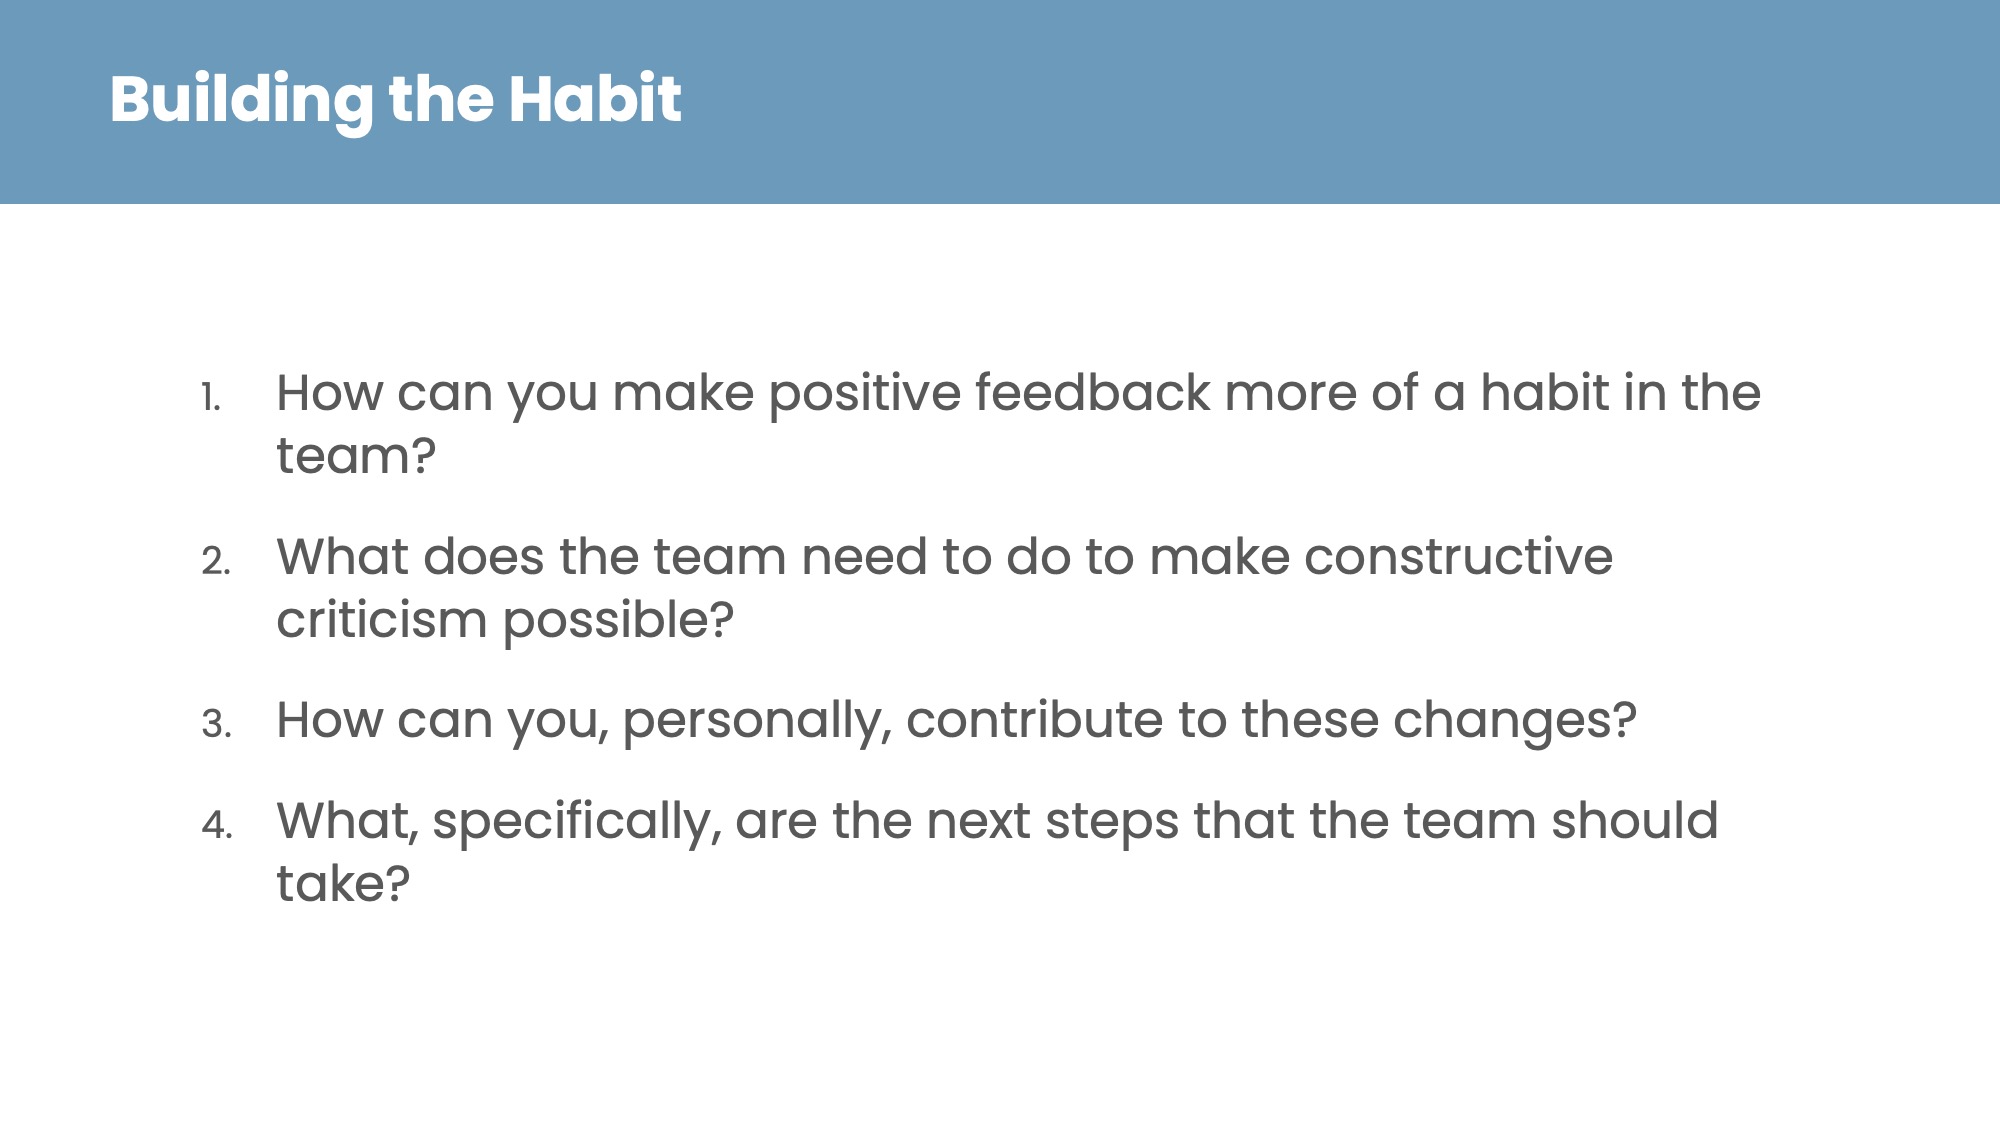 Building the Habit
1. How can you make positive feedback more of a habit in the
team?
2. What does the team need to do to make constructive
criticism possible?
3. How can you, personally, contribute to these changes?
4. What, specifically, are the next steps that the team should
take?